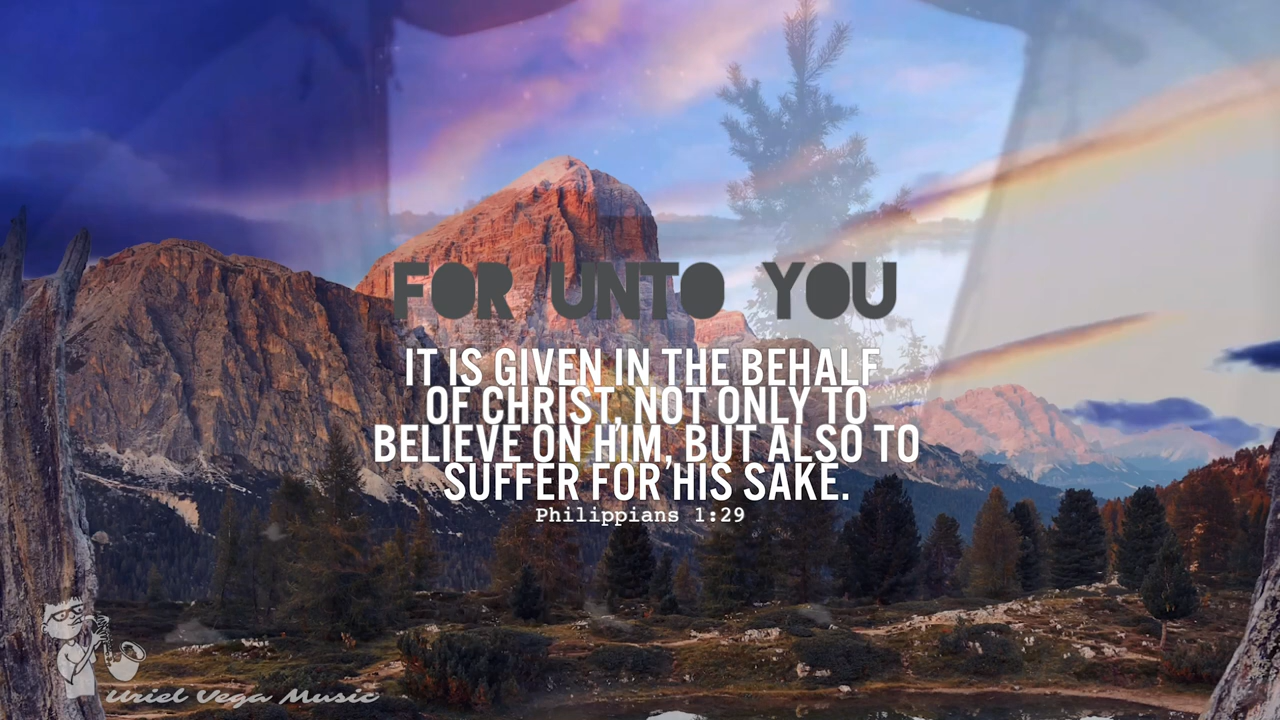 FOR UNTO YOU
IT IS GIVEN IN THE BEHALF
OF CHRIST, NOT ONLY TO
BELIEVE ON HIM, BUT ALSO TO
SUFFER FOR HIS SAKE.
Philippians 1:29
Uriel Vega Music